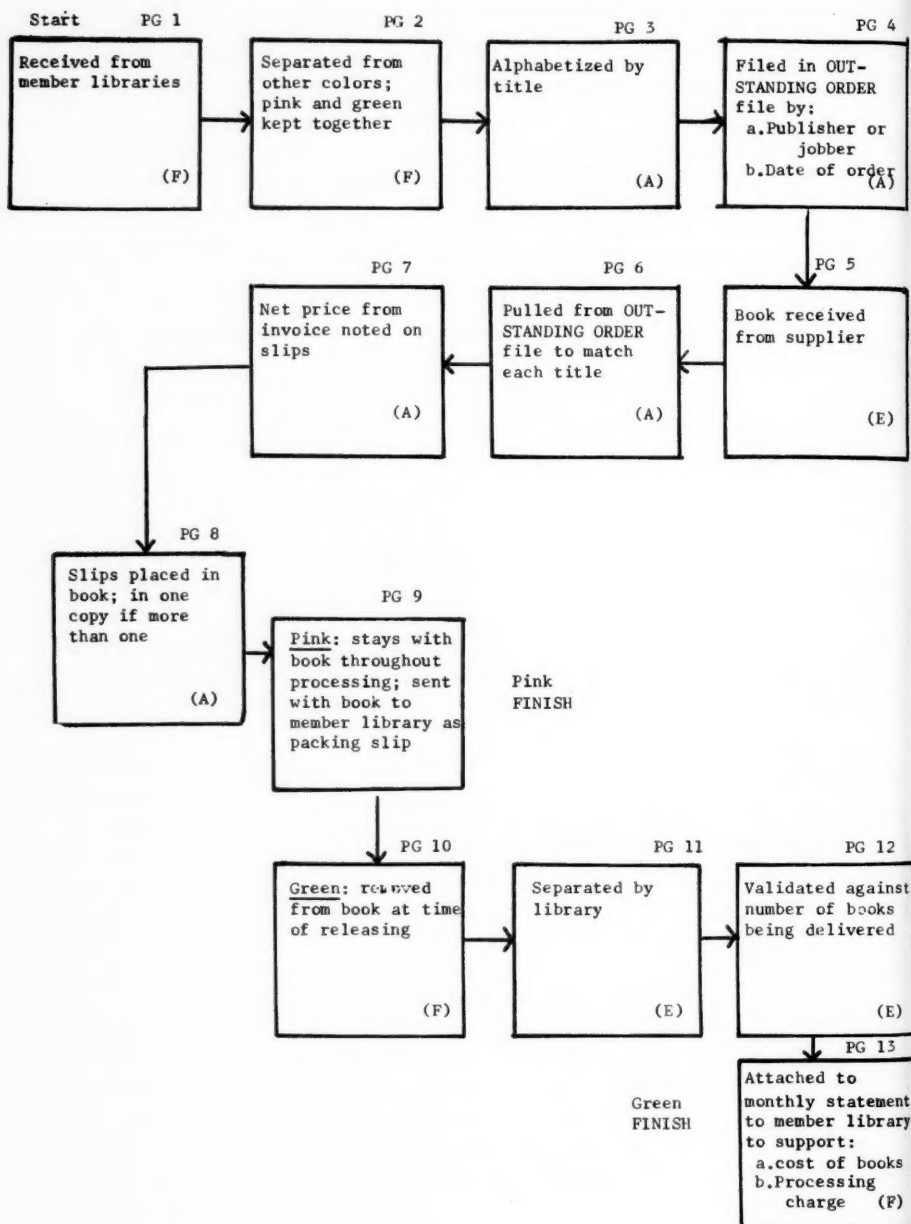 Start PG 1
Received from
member libraries
(F)
PG 2
Separated from
other colors;
pink and green
kept together
(F)
PG 3
Alphabetized by
title
(A)
PG 4
Filed in OUT-
STANDING ORDER
file by:
a.Publisher or
jobber
b.Date of order
(A)
PG 5
Book received
from supplier
(E)
PG 6
Pulled from OUT-
STANDING ORDER
file to match
each title
(A)
PG 7
Net price from
invoice noted on
slips
(A)
PG 8
Slips placed in
book; in one
copy if more
than one
(A)
PG 9
Pink: stays with
book throughout
processing; sent
with book to
member library as
packing slip
Pink
FINISH
PG 10
Green: removed
from book at time
of releasing
(F)
PG 11
Separated by
library
(E)
PG 12
Validated against
number of books
being delivered
(E)
PG 13
Attached to
monthly statement
to member library
to support:
a.cost of books
b.Processing
charge (F)
Green
FINISH